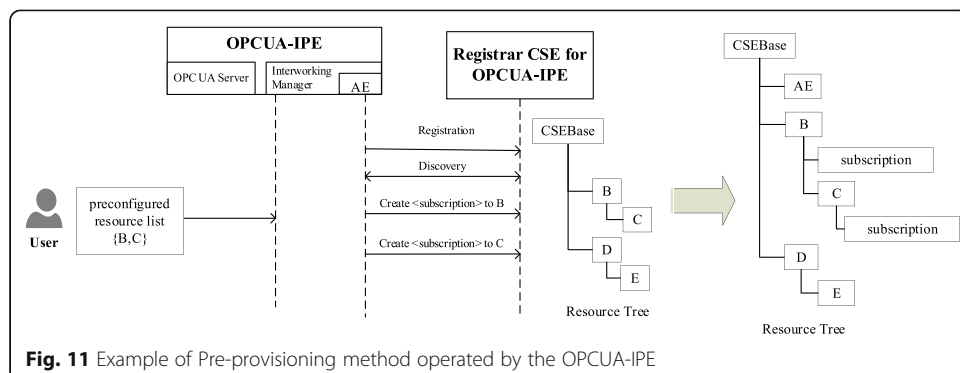 OPCUA-IPE
OPCUA Server
Interworking
Manager
AE
Registrar CSE for
OPCUA-IPE
Registration
Discovery
Create <subscription> to B
Create <subscription> to C
User
preconfigured
resource list
{B,C}
CSEBase
B
C
D
E
Resource Tree
CSEBase
AE
B
subscription
C
subscription
D
E
Resource Tree
Fig. 11 Example of Pre-provisioning method operated by the OPCUA-IPE